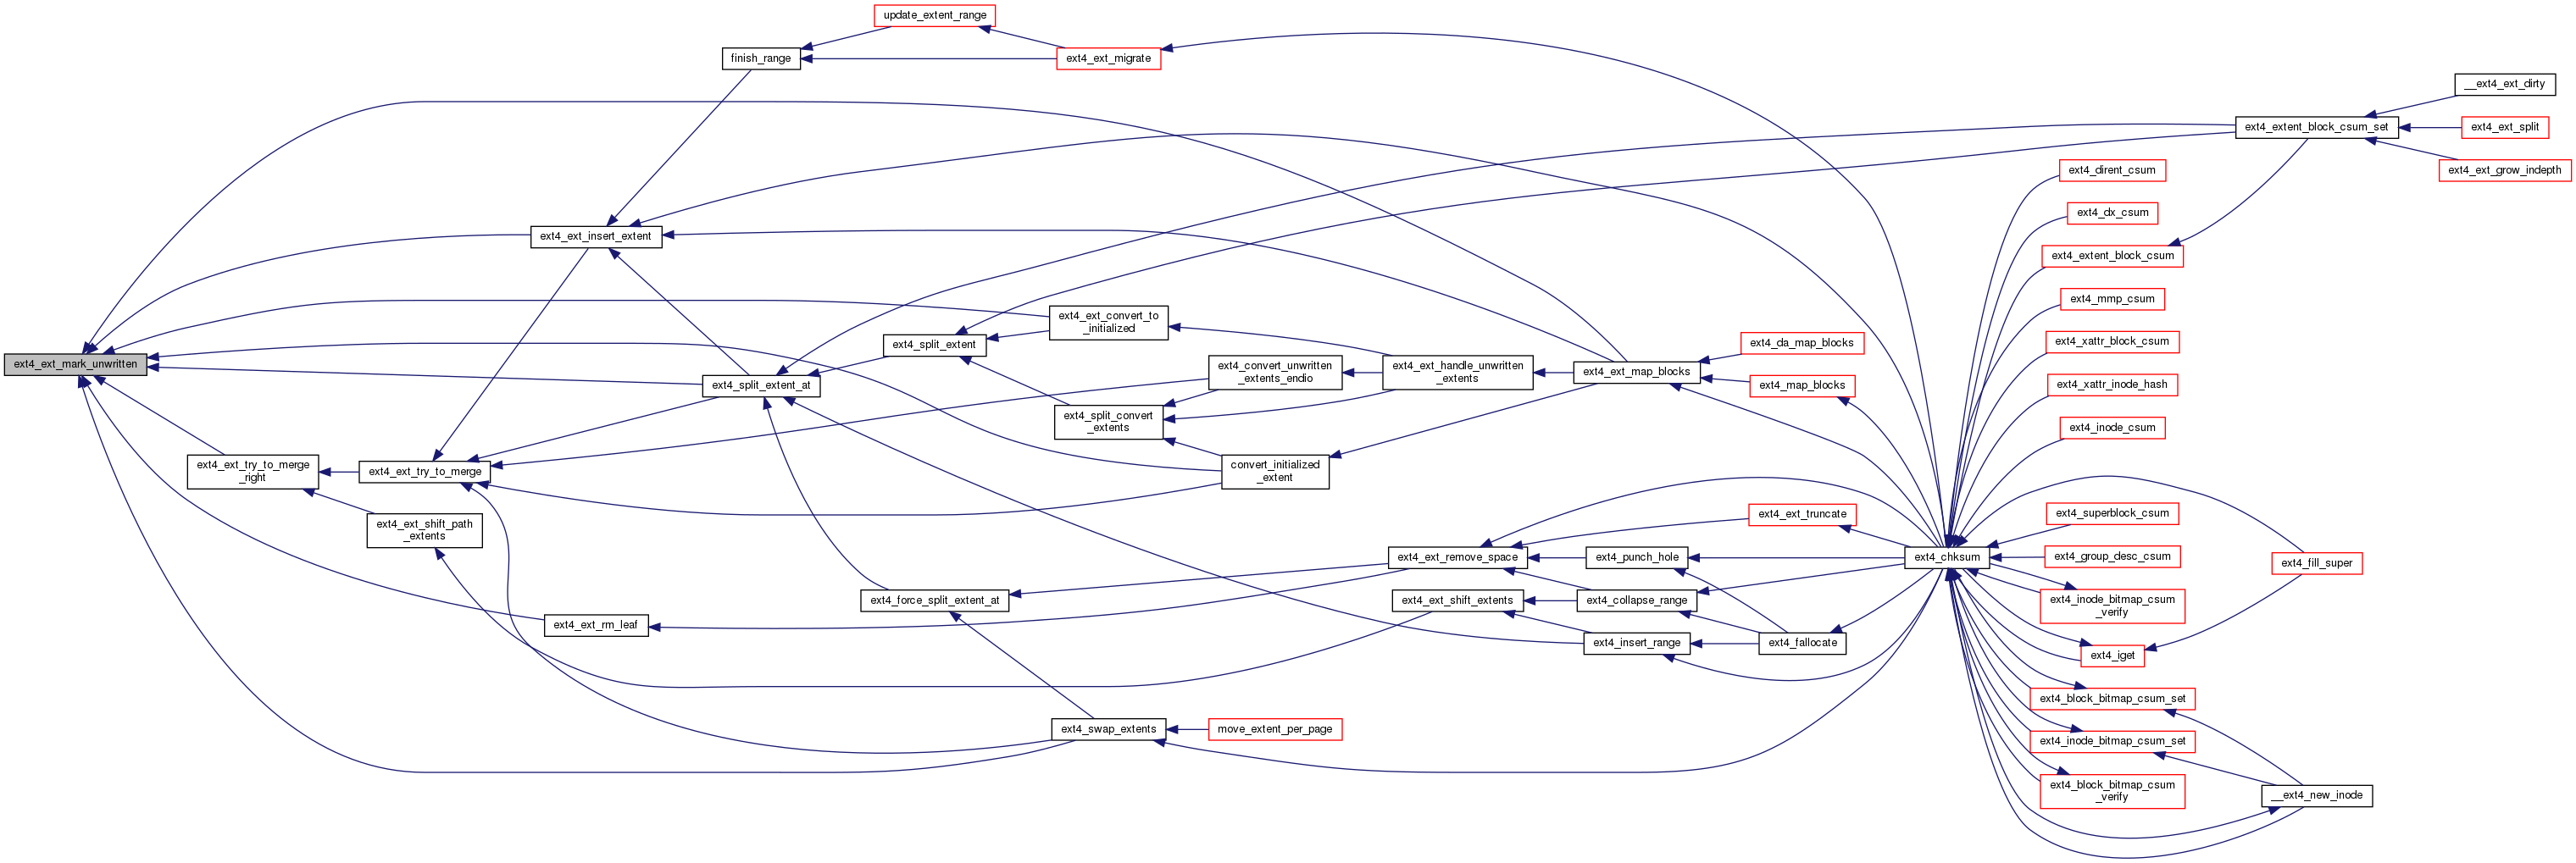 update_extent_range
finish_range
ext4_ext_migrate
__ext4_ext_dirty
ext4_extent_block_csum_set
ext4_ext_split
ext4_dirent_csum
ext4_ext_grow_indepth
ext4_dx_csum
ext4_ext_insert_extent
ext4_extent_block_csum
ext4_mmp_csum
ext4_ext_convert_to
_initialized
ext4_split_extent
ext4_da_map_blocks
ext4_xattr_block_csum
ext4_ext_mark_unwritten
ext4_convert_unwritten
_extents_endio
ext4_ext_handle_unwritten
_extents
ext4_ext_map_blocks
ext4_split_extent_at
ext4_map_blocks
ext4_xattr_inode_hash
ext4_split_convert
_extents
ext4_inode_csum
ext4_ext_try_to_merge
_right
ext4_ext_try_to_merge
convert_initialized
_extent
ext4_ext_truncate
ext4_superblock_csum
ext4_ext_shift_path
_extents
ext4_ext_remove_space
ext4_punch_hole
ext4_chksum
ext4_group_desc_csum
ext4_fill_super
ext4_force_split_extent_at
ext4_ext_shift_extents
ext4_collapse_range
ext4_inode_bitmap_csum
_verify
ext4_ext_rm_leaf
ext4_insert_range
ext4_fallocate
ext4_iget
ext4_block_bitmap_csum_set
ext4_swap_extents
move_extent_per_page
ext4_inode_bitmap_csum_set
ext4_block_bitmap_csum
_verify
__ext4_new_inode